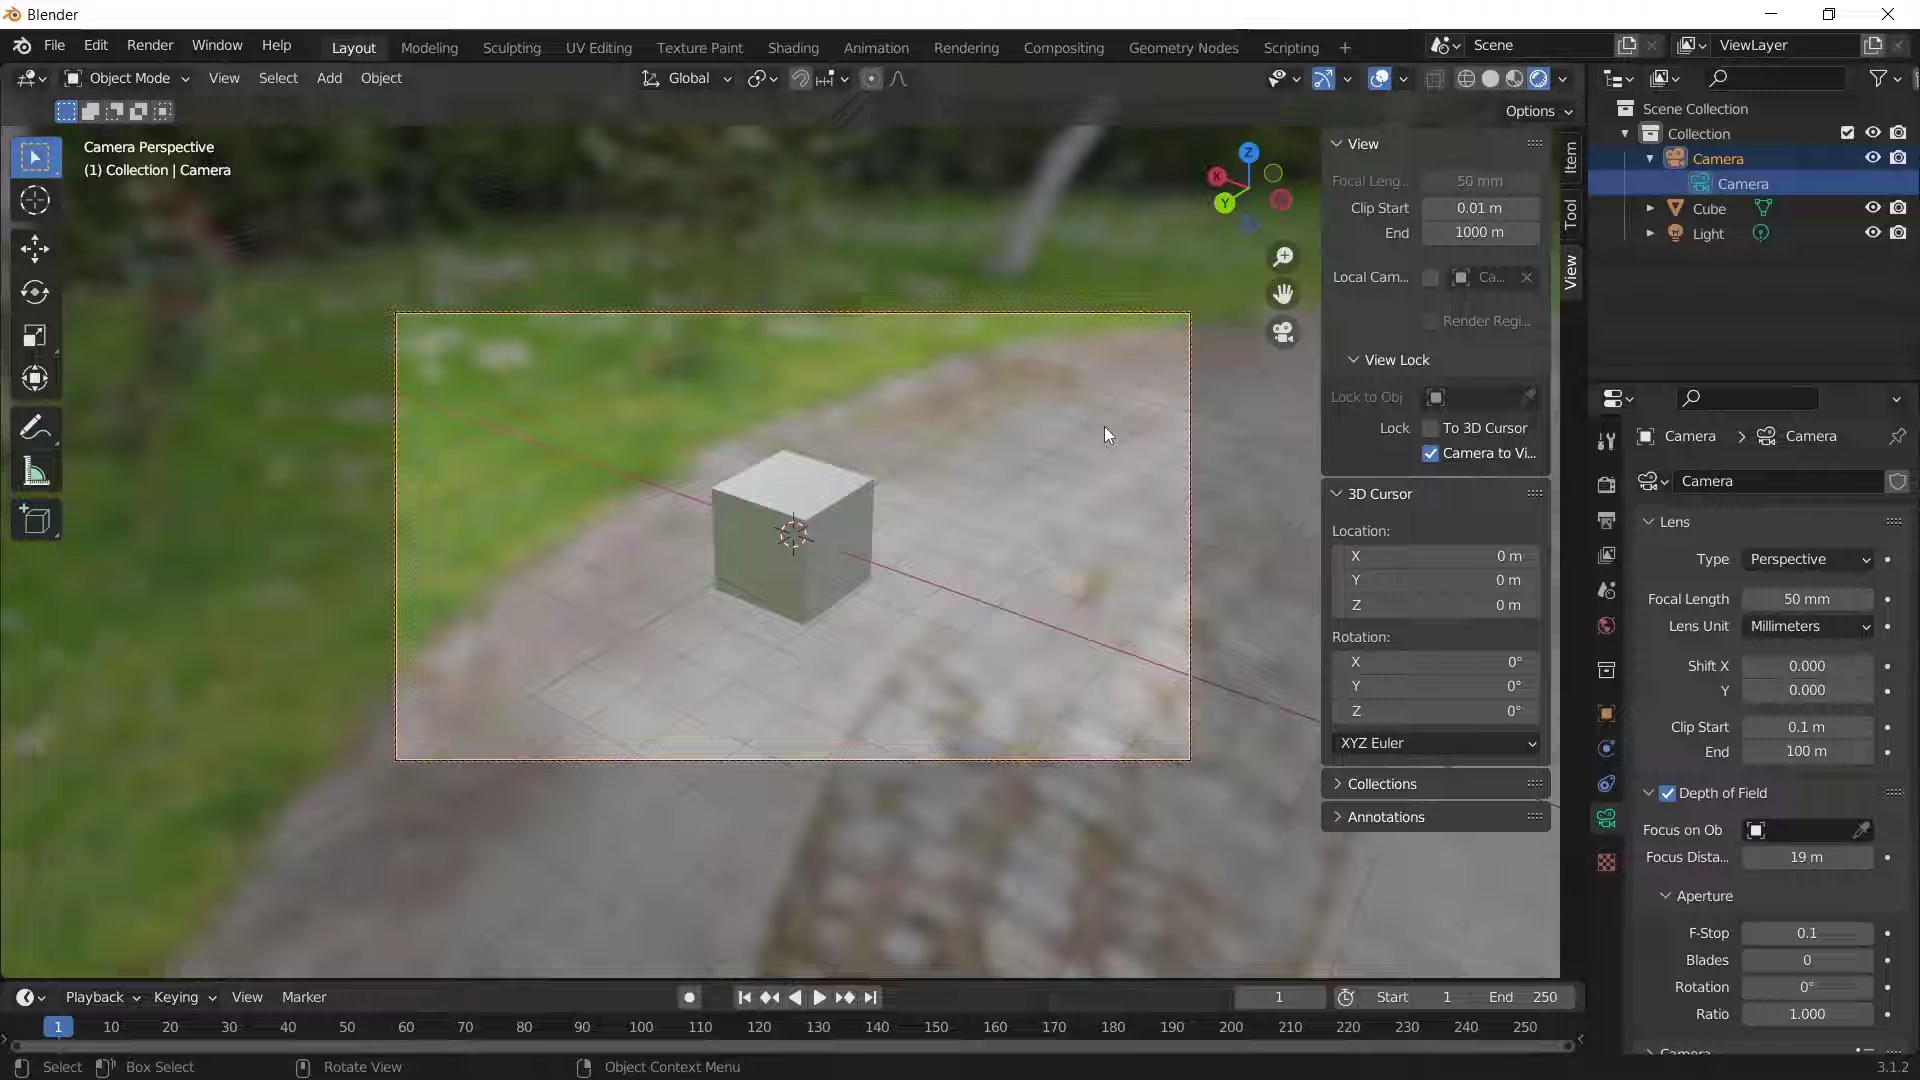 Blender
File Edit Render Window Help Layout Modeling Sculpting UV Editing Texture Paint Shading Animation Rendering Compositing Geometry Nodes Scripting + Scene ViewLayer
Object Mode View Select Add Object Global
Options
Camera Perspective
(1) Collection | Camera
Z
X
Y
View
Focal Leng... 50 mm
Clip Start 0.01 m
End 1000 m
Local Cam... Ca...
Render Regi...
View Lock
Lock to Obj
Lock To 3D Cursor
Camera to Vi...
3D Cursor
Location:
X 0 m
Y 0 m
Z 0 m
Rotation:
X 0°
Y 0°
Z 0°
XYZ Euler
Collections
Annotations
Item
Tool
View
Scene Collection
Collection
Camera
Camera
Cube
Light
Camera > Camera
Camera
Lens
Type Perspective
Focal Length 50 mm
Lens Unit Millimeters
Shift X 0.000
Y 0.000
Clip Start 0.1 m
End 100 m
Depth of Field
Focus on Ob
Focus Dista... 19 m
Aperture
F-Stop 0.1
Blades 0
Rotation 0°
Ratio 1.000
Camera
Playback Keying View Marker 1 Start 1 End 250
1 10 20 30 40 50 60 70 80 90 100 110 120 130 140 150 160 170 180 190 200 210 220 230 240 250
Select Box Select Rotate View Object Context Menu 3.1.2